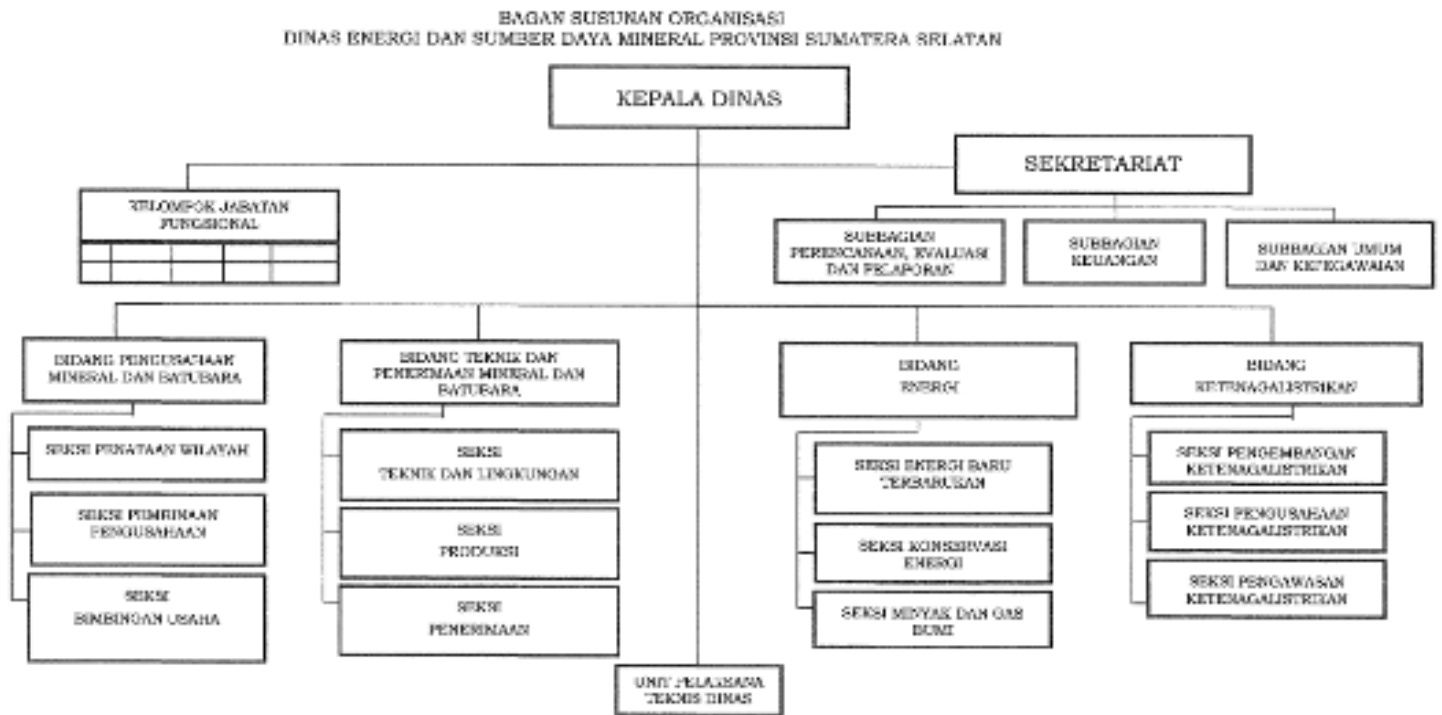 BAGAN SUSUNAN ORGANISASI
DINAS ENERGI DAN SUMBER DAYA MINERAL PROVINSI SUMATERA SELATAN
KEPALA DINAS
SEKRETARIAT
KELOMPOK JABATAN
FUNGSIONAL
SUBBAGIAN
PERENCANAAN, EVALUASI
DAN PELAPORAN
SUBBAGIAN
KEUANGAN
SUBBAGIAN UMUM
DAN KEPEGAWAIAN
BIDANG PENGUSAHAAN
MINERAL DAN BATUBARA
BIDANG TEKNIK DAN
PENERIMAAN MINERAL DAN
BATUBARA
BIDANG
ENERGI
BIDANG
KETENAGALISTRIKAN
SEKSI PENATAAN WILAYAH
SEKSI PEMBINAAN
PENGUSAHAAN
SEKSI
BIMBINGAN USAHA
SEKSI
TEKNIK DAN LINGKUNGAN
SEKSI
PRODUKSI
SEKSI
PENERIMAAN
SEKSI ENERGI BARU
TERBARUKAN
SEKSI KONSERVASI
ENERGI
SEKSI MINYAK DAN GAS
BUMI
SEKSI PENGEMBANGAN
KETENAGALISTRIKAN
SEKSI PENGUSAHAAN
KETENAGALISTRIKAN
SEKSI PENGAWASAN
KETENAGALISTRIKAN
UNIT PELAKSANA
TEKNIS DINAS